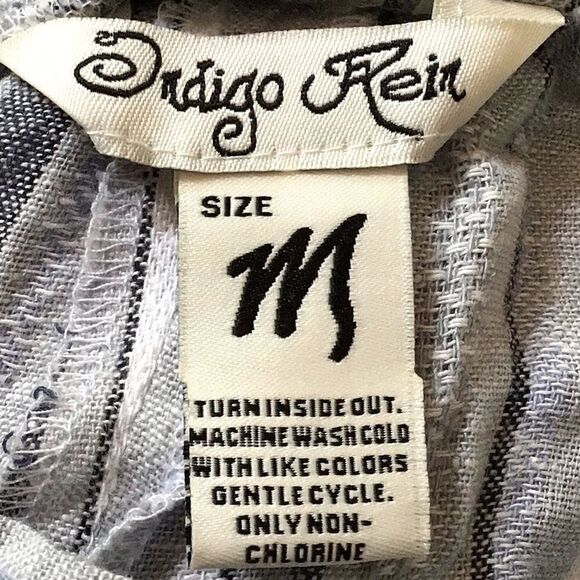 Indigo Rein
SIZE
M
TURN INSIDE OUT.
MACHINE WASH COLD
WITH LIKE COLORS
GENTLE CYCLE.
ONLY NON-
CHLORINE